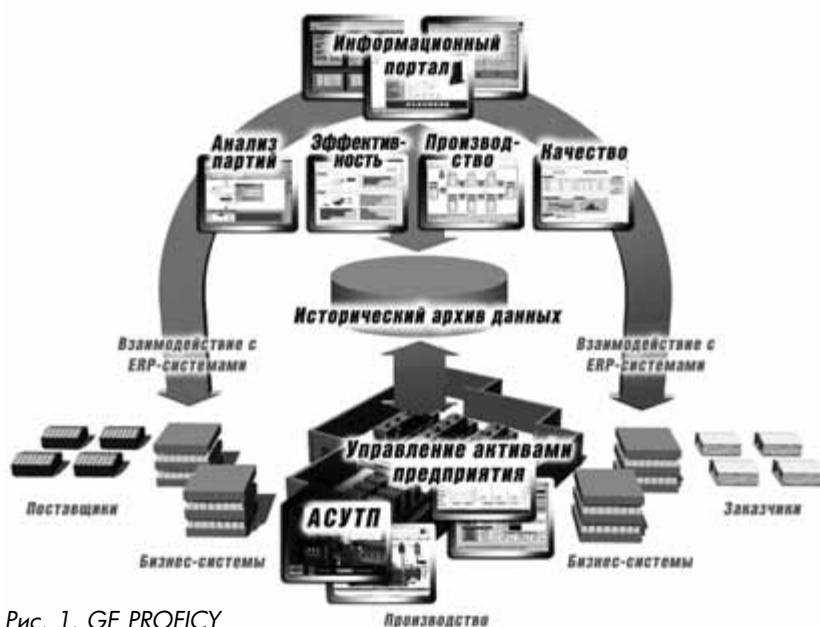 Информационный
портал
Анализ
партий
Эффектив-
ность
Производ-
ство
Качество
Исторический архив данных
Взаимодействие с
ERP-системами
Взаимодействие с
ERP-системами
Управление активами
предприятия
АСУТП
Поставщики
Заказчики
Бизнес-системы
Бизнес-системы
Производство
Рис. 1. GE PROFICY